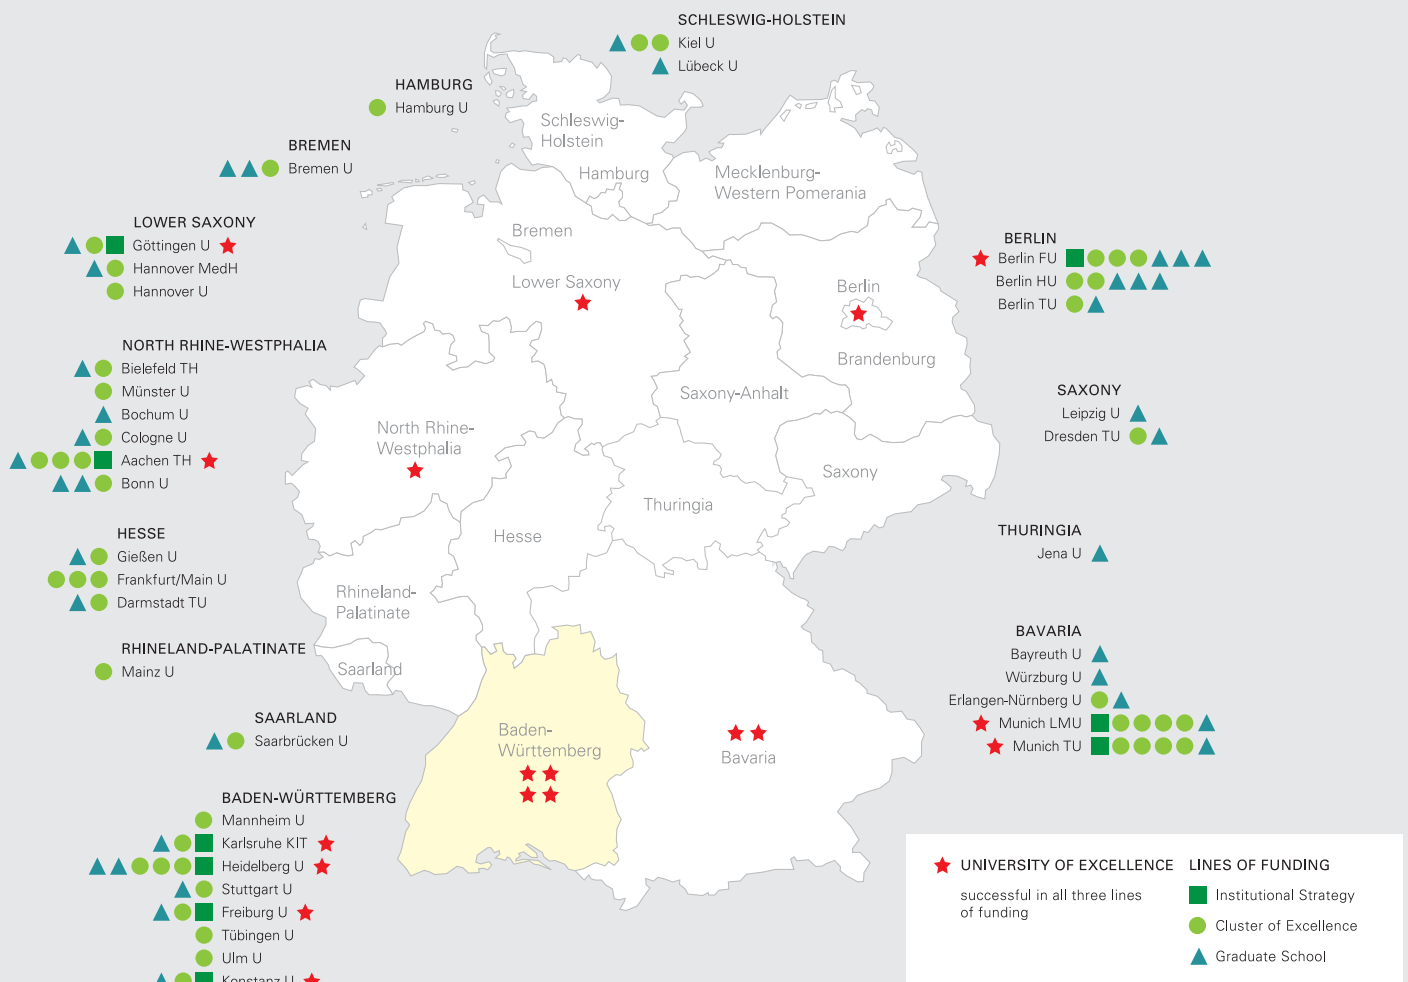 SCHLESWIG-HOLSTEIN
Kiel U
Lübeck U
HAMBURG
Hamburg U
BREMEN
Bremen U
LOWER SAXONY
Göttingen U
Hannover MedH
Hannover U
NORTH RHINE-WESTPHALIA
Bielefeld TH
Münster U
Bochum U
Cologne U
Aachen TH
Bonn U
HESSE
Gießen U
Frankfurt/Main U
Darmstadt TU
RHINELAND-PALATINATE
Mainz U
SAARLAND
Saarbrücken U
BADEN-WÜRTTEMBERG
Mannheim U
Karlsruhe KIT
Heidelberg U
Stuttgart U
Freiburg U
Tübingen U
Ulm U
Konstanz U
Schleswig-
Holstein
Hamburg
Mecklenburg-
Western Pomerania
Bremen
Lower Saxony
Berlin
Brandenburg
Saxony-Anhalt
North Rhine-
Westphalia
Saxony
Thuringia
Hesse
Rhineland-
Palatinate
Saarland
Baden-
Württemberg
Bavaria
BERLIN
Berlin FU
Berlin HU
Berlin TU
SAXONY
Leipzig U
Dresden TU
THURINGIA
Jena U
BAVARIA
Bayreuth U
Würzburg U
Erlangen-Nürnberg U
Munich LMU
Munich TU
UNIVERSITY OF EXCELLENCE
successful in all three lines
of funding
LINES OF FUNDING
Institutional Strategy
Cluster of Excellence
Graduate School